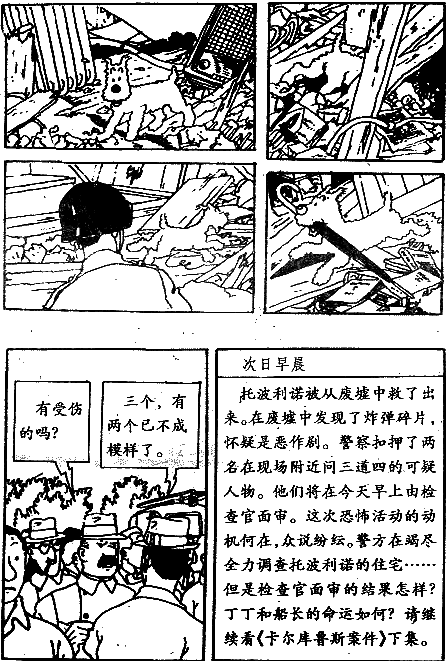 有受伤
的吗？
三个，有
两个已不成
模样了。
次日早晨
托波利诺被从废墟中救了出
来。在废墟中发现了炸弹碎片，
怀疑是恶作剧。警察扣押了两
名在现场附近问三道四的可疑
人物。他们将在今天早上由检
查官面审。这次恐怖活动的动
机何在，众说纷纭。警方在竭尽
全力调查托波利诺的住宅……
但是检查官面审的结果怎样？
丁丁和船长的命运如何？请继
续看《卡尔库鲁斯案件》下集。